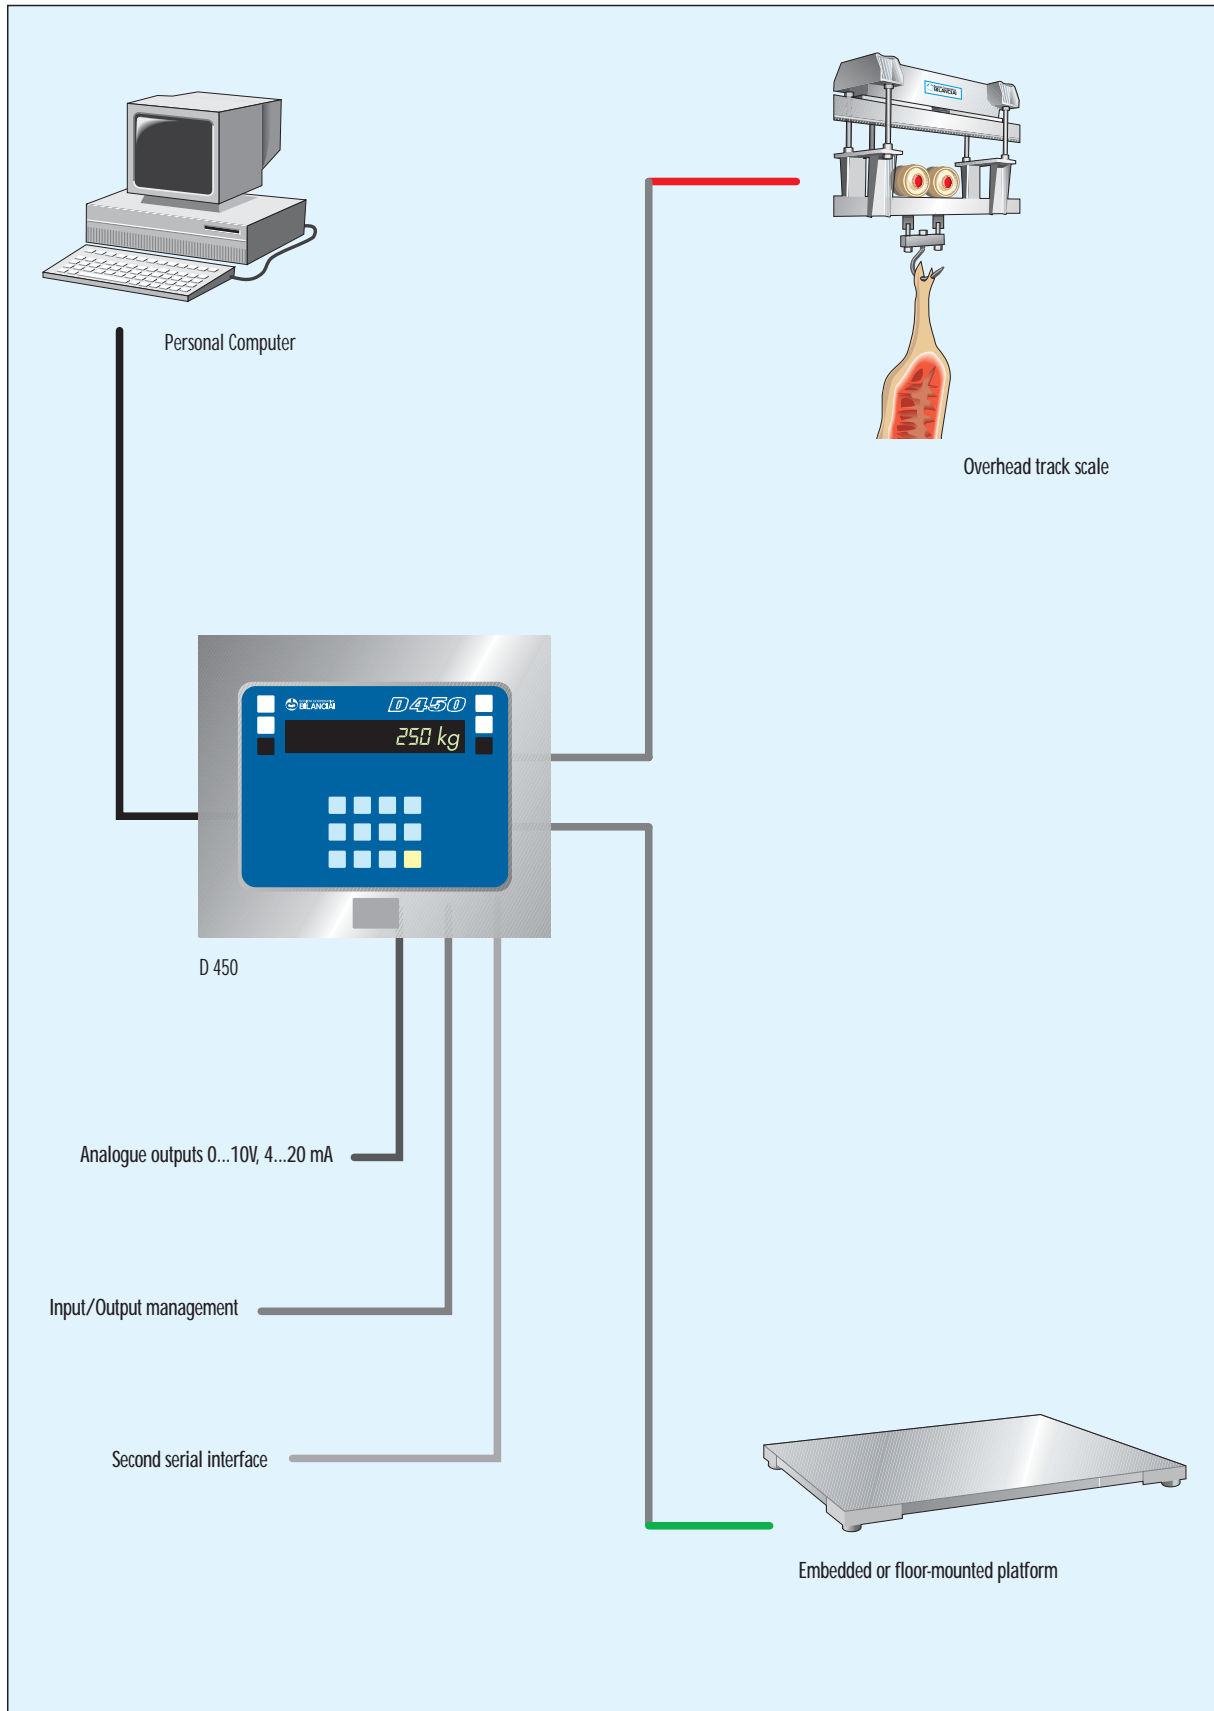 BILANCIAI
Personal Computer
Overhead track scale
BILANCIAI
D450
250 kg
D 450
Analogue outputs 0...10V, 4...20 mA
Input/Output management
Second serial interface
Embedded or floor-mounted platform